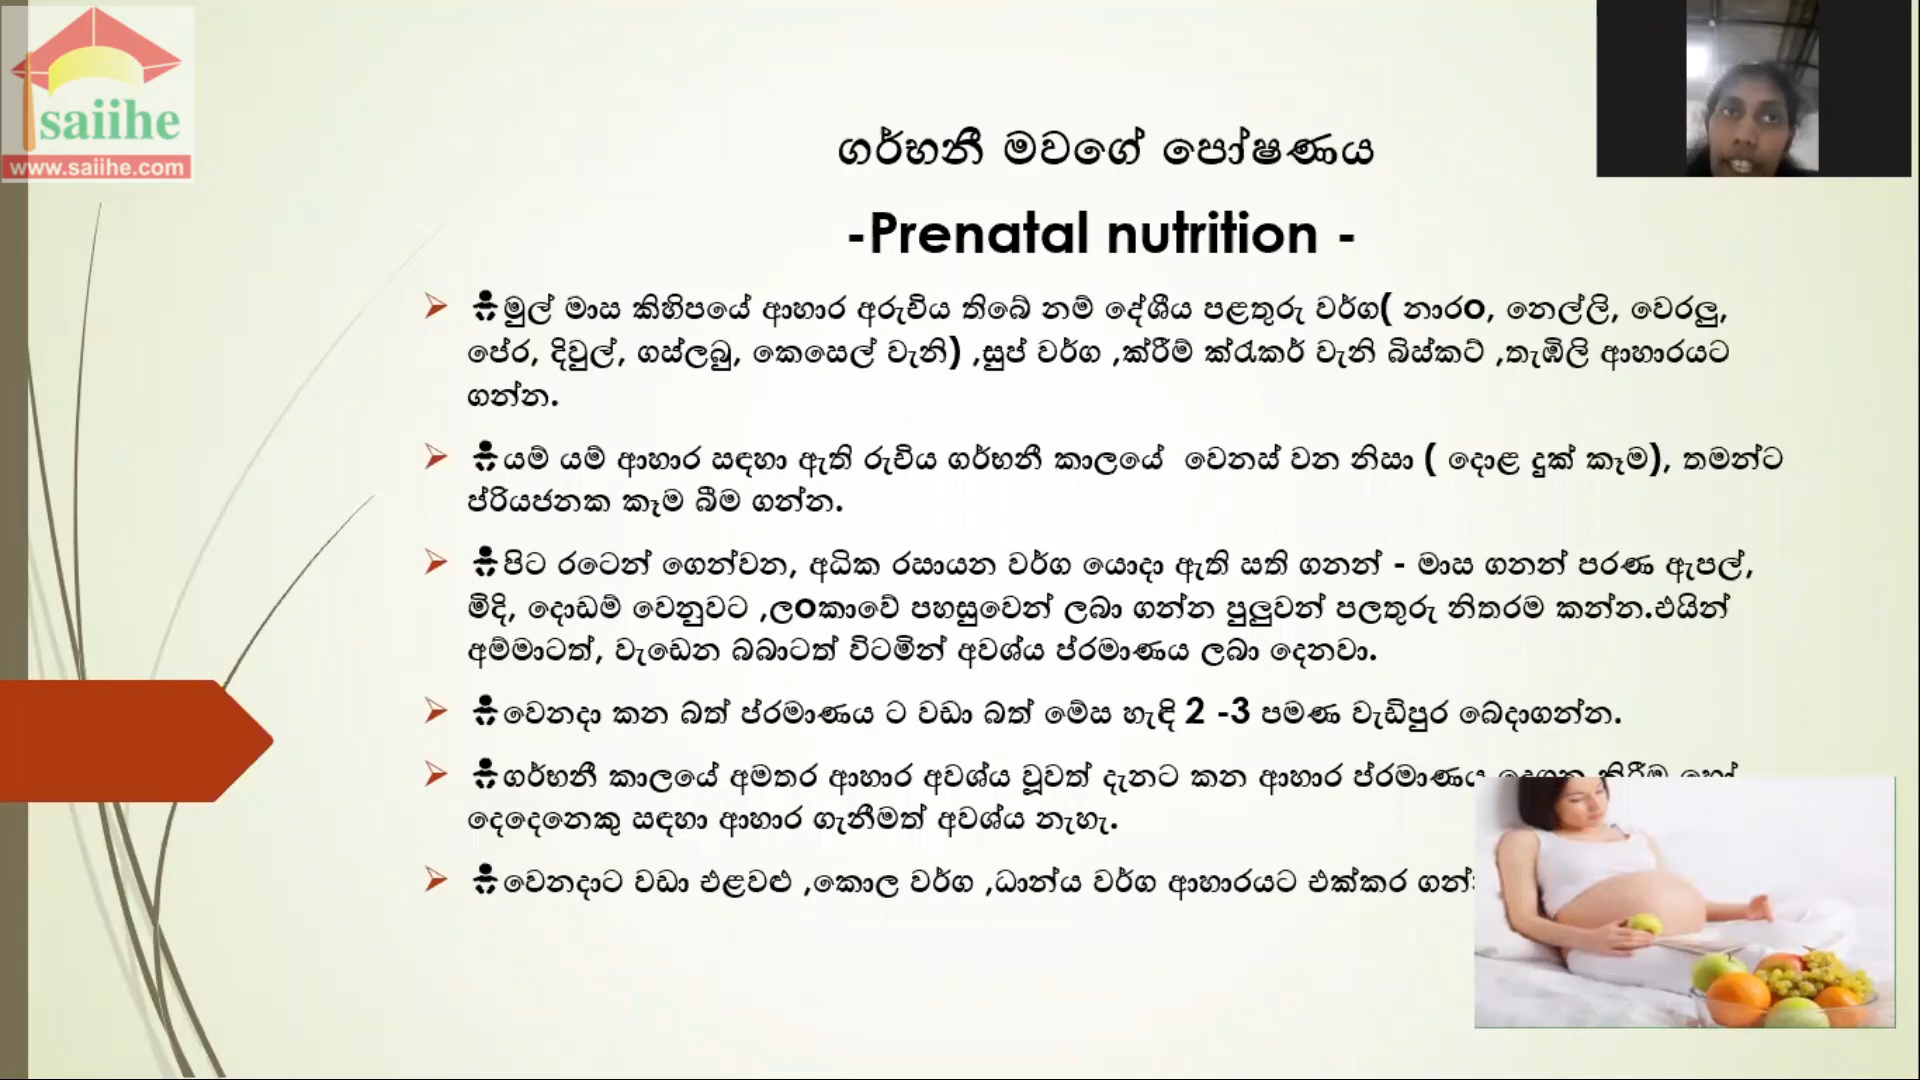 saiihe
www.saiihe.com
ගර්භනී මවගේ පෝෂණය
-Prenatal nutrition -
මුල් මාස කිහිපයේ ආහාර අරුචිය තිබේ නම් දේශීය පළතුරු වර්ග( නාරo, නෙල්ලි, වෙරලු,
පේර, දිවුල්, ගස්ලබු, කෙසෙල් වැනි) ,සුප් වර්ග ,ක්රීම් ක්රැකර් වැනි බිස්කට් ,තැඹිලි ආහාරයට
ගන්න.
යම් යම් ආහාර සඳහා ඇති රුචිය ගර්භනී කාලයේ වෙනස් වන නිසා ( දොළ දුක් කෑම), තමන්ට
ප්රියජනක කෑම බීම ගන්න.
පිට රටෙන් ගෙන්වන, අධික රසායන වර්ග යොදා ඇති සති ගනන් - මාස ගනන් පරණ ඇපල්,
මිදි, දොඩම් වෙනුවට ,ලoකාවේ පහසුවෙන් ලබා ගන්න පුලුවන් පලතුරු නිතරම කන්න.එයින්
අම්මාටත්, වැඩෙන බබාටත් විටමින් අවශ්ය ප්රමාණය ලබා දෙනවා.
වෙනදා කන බත් ප්රමාණය ට වඩා බත් මේස හැඳි 2 -3 පමණ වැඩිපුර බෙදාගන්න.
ගර්භනී කාලයේ අමතර ආහාර අවශ්ය වූවත් දැනට කන ආහාර ප්රමාණය
දෙදෙනෙකු සඳහා ආහාර ගැනීමත් අවශ්ය නැහැ.
වෙනදාට වඩා එළවළු ,කොල වර්ග ,ධාන්ය වර්ග ආහාරයට එක්කර